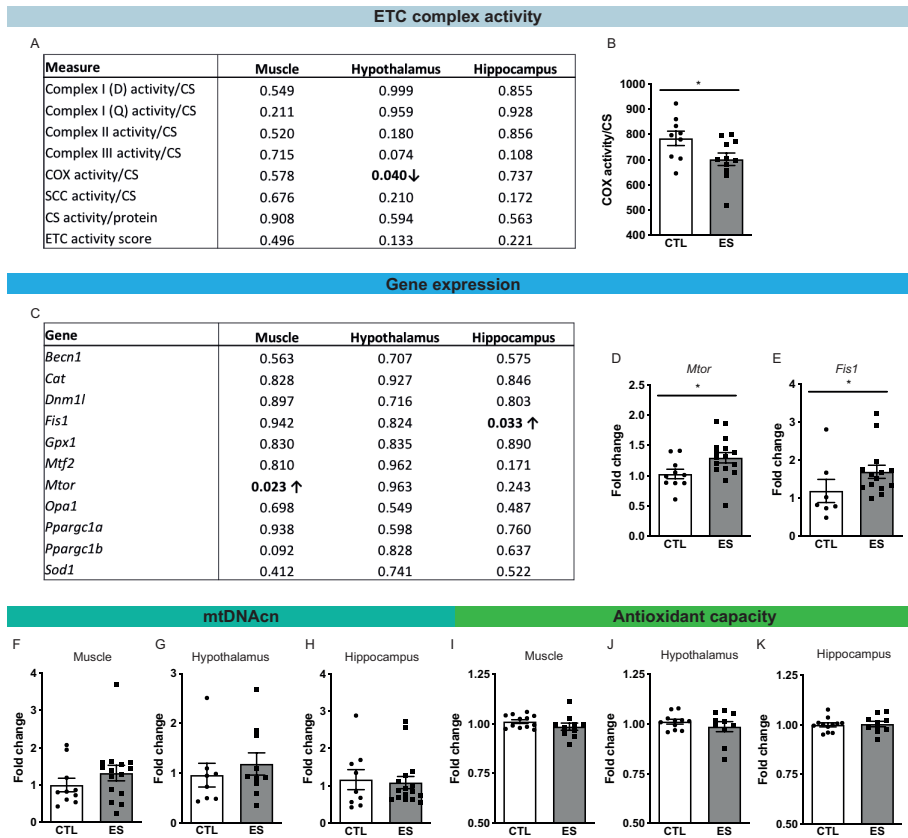 ETC complex activity
A
Measure Muscle Hypothalamus Hippocampus
Complex I (D) activity/CS 0.549 0.999 0.855
Complex I (Q) activity/CS 0.211 0.959 0.928
Complex II activity/CS 0.520 0.180 0.856
Complex III activity/CS 0.715 0.074 0.108
COX activity/CS 0.578 0.040↓ 0.737
SCC activity/CS 0.676 0.210 0.172
CS activity/protein 0.908 0.594 0.563
ETC activity score 0.496 0.133 0.221
B
*
COX activity/CS
1000
900
800
700
600
500
400
CTL ES
Gene expression
C
Gene Muscle Hypothalamus Hippocampus
Becn1 0.563 0.707 0.575
Cat 0.828 0.927 0.846
Dnm1l 0.897 0.716 0.803
Fis1 0.942 0.824 0.033 ↑
Gpx1 0.830 0.835 0.890
Mtf2 0.810 0.962 0.171
Mtor 0.023 ↑ 0.963 0.243
Opa1 0.698 0.549 0.487
Ppargc1a 0.938 0.598 0.760
Ppargc1b 0.092 0.828 0.637
Sod1 0.412 0.741 0.522
D
Mtor
*
Fold change
2.0
1.5
1.0
0.5
0.0
CTL ES
E
Fis1
*
Fold change
4
3
2
1
0
CTL ES
mtDNAcn
F
Muscle
Fold change
4
3
2
1
0
CTL ES
G
Hypothalamus
Fold change
3
2
1
0
CTL ES
H
Hippocampus
Fold change
4
3
2
1
0
CTL ES
Antioxidant capacity
I
Muscle
Fold change
1.25
1.00
0.75
0.50
CTL ES
J
Hypothalamus
Fold change
1.25
1.00
1.25
0.50
CTL ES
K
Hippocampus
Fold change
1.25
1.00
1.25
0.50
CTL ES